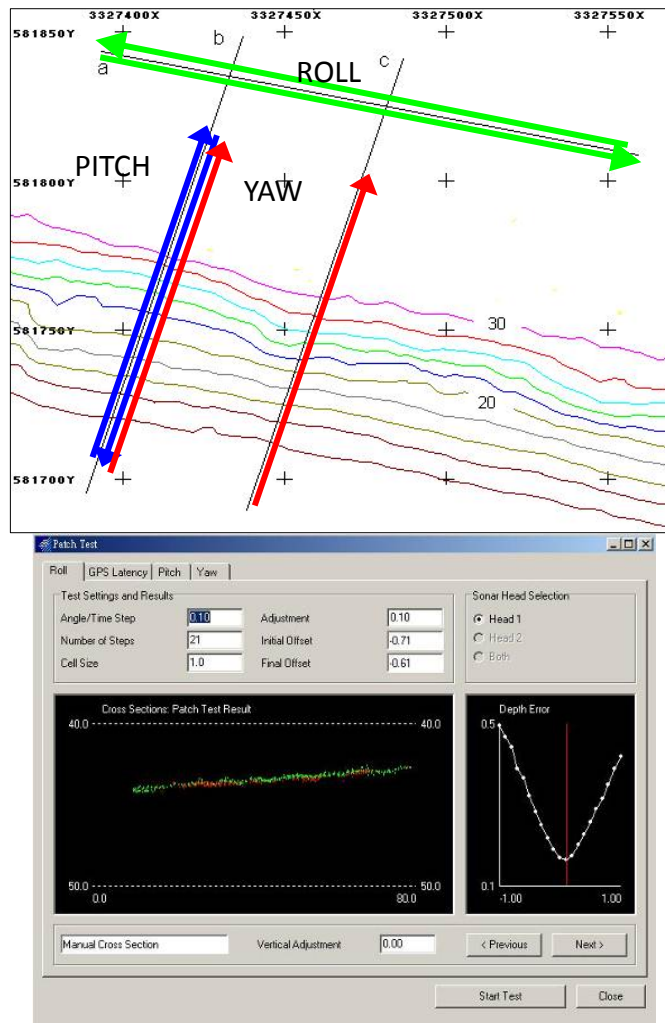 3327400X 3327450X 3327500X 3327550X
581850Y
b
c
a
ROLL
PITCH
581800Y
YAW
581750Y
30
20
581700Y
Patch Test
Roll GPS Latency Pitch Yaw
Test Settings and Results
Sonar Head Selection
Angle/Time Step 0.10 Adjustment 0.10
Head 1
Number of Steps 21 Initial Offset -0.71
Head 2
Cell Size 1.0 Final Offset -0.61
Both
Cross Sections: Patch Test Result
40.0 40.0
50.0 50.0
0.0 80.0
Depth Error
0.5
0.1
-1.00 1.00
Manual Cross Section Vertical Adjustment 0.00 < Previous Next >
Start Test Close